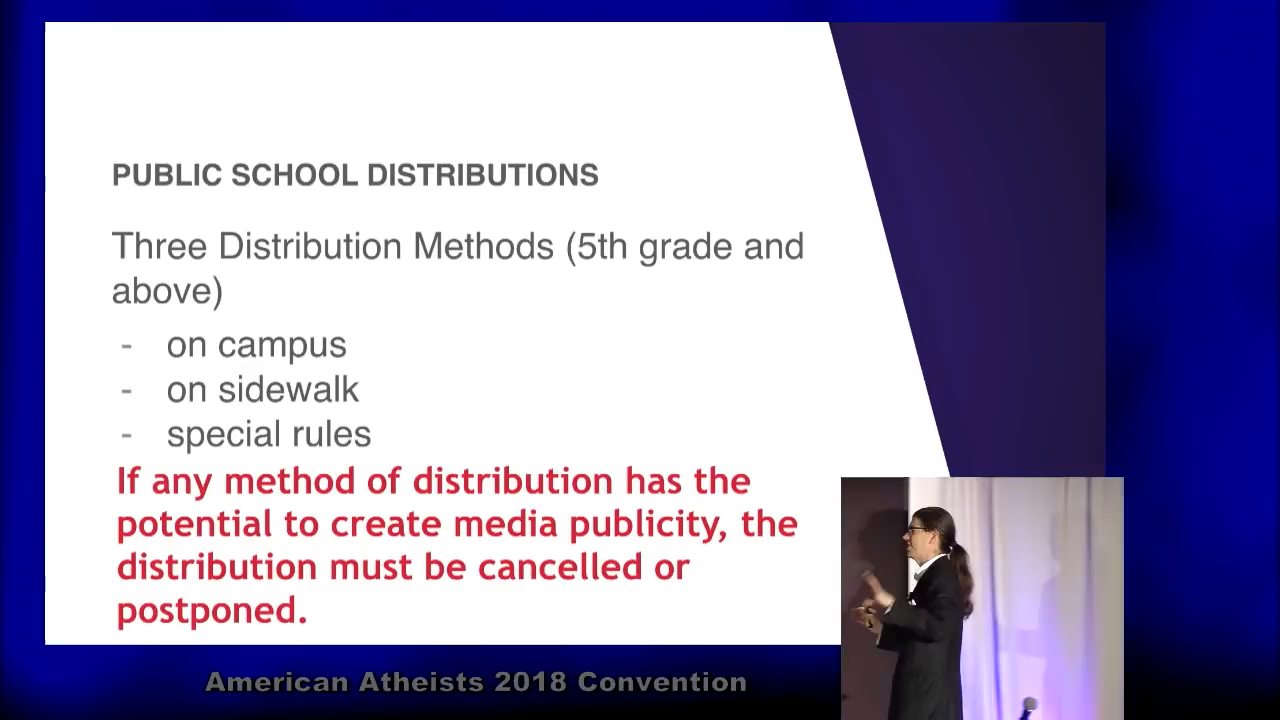 PUBLIC SCHOOL DISTRIBUTIONS
Three Distribution Methods (5th grade and
above)
- on campus
- on sidewalk
- special rules
If any method of distribution has the
potential to create media publicity, the
distribution must be cancelled or
postponed.
American Atheists 2018 Convention